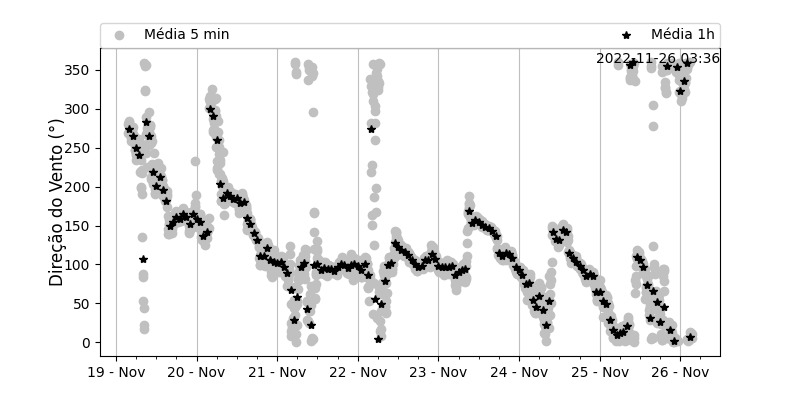 Média 5 min
Média 1h
2022-11-26 03:36
Direção do Vento (°)
350
300
250
200
150
100
50
0
19 - Nov
20 - Nov
21 - Nov
22 - Nov
23 - Nov
24 - Nov
25 - Nov
26 - Nov